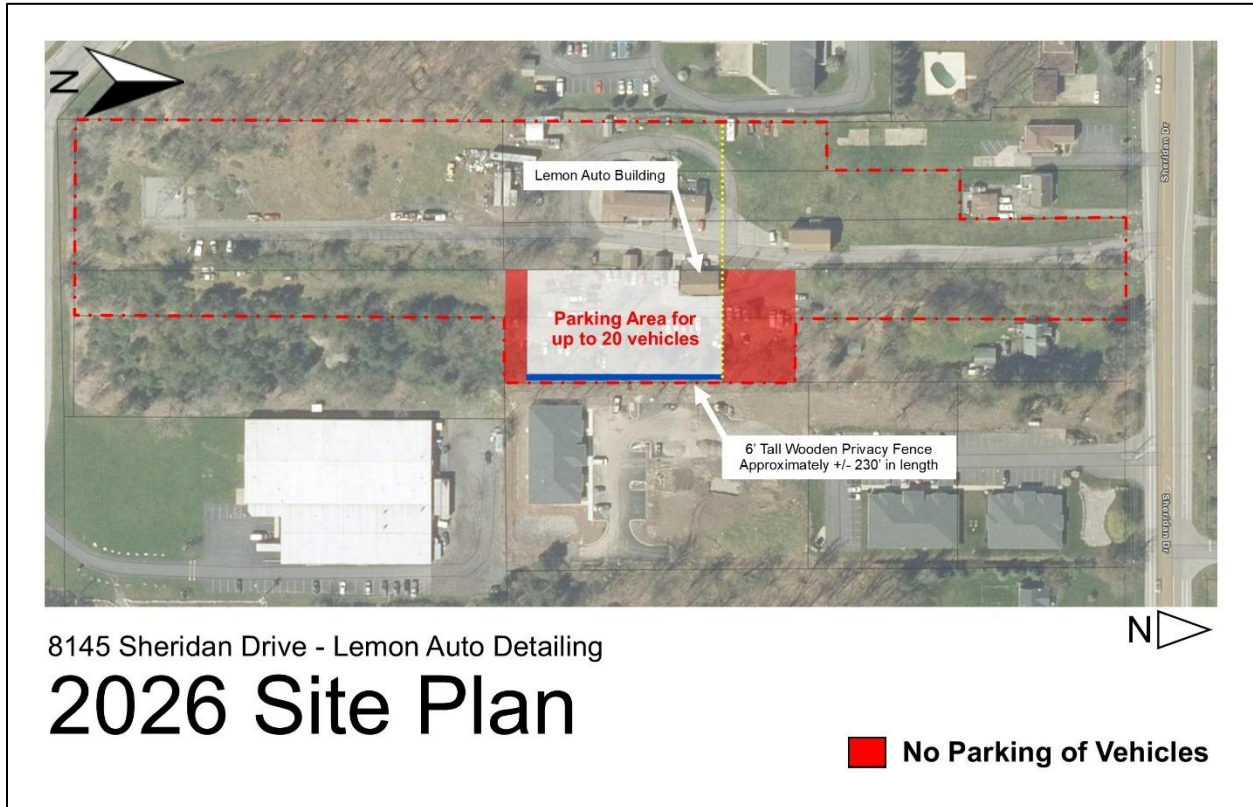 N
Sheridan Dr
Lemon Auto Building
Parking Area for
up to 20 vehicles
6' Tall Wooden Privacy Fence
Approximately +/- 230' in length
Sheridan Dr
N
8145 Sheridan Drive - Lemon Auto Detailing
2026 Site Plan
No Parking of Vehicles